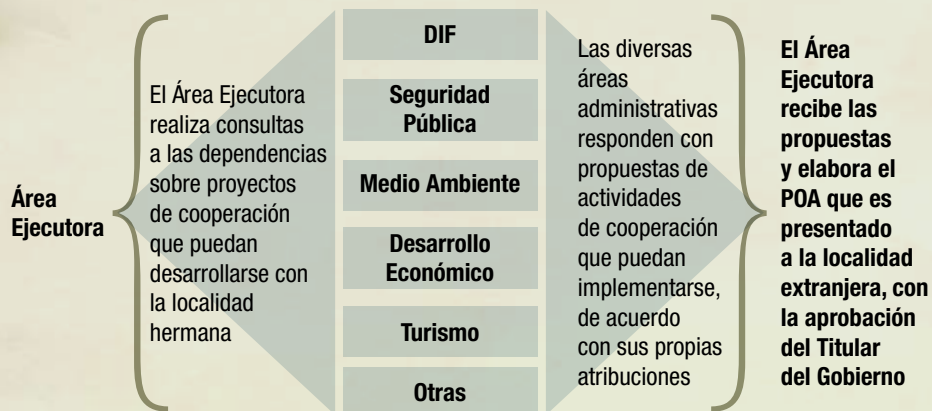 Área
Ejecutora
El Área Ejecutora
realiza consultas
a las dependencias
sobre proyectos
de cooperación
que puedan
desarrollarse con
la localidad
hermana
DIF
Seguridad
Pública
Medio Ambiente
Desarrollo
Económico
Turismo
Otras
Las diversas
áreas
administrativas
responden con
propuestas de
actividades
de cooperación
que puedan
implementarse,
de acuerdo
con sus propias
atribuciones
El Área
Ejecutora
recibe las
propuestas
y elabora el
POA que es
presentado
a la localidad
extranjera, con
la aprobación
del Titular
del Gobierno